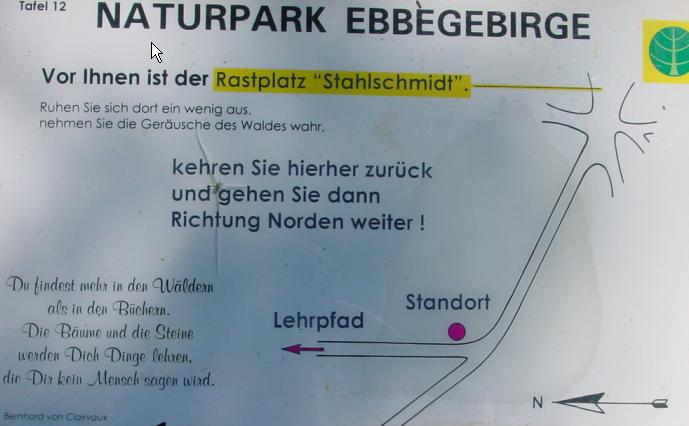 Tafel 12
NATURPARK EBBEGEBIRGE
Vor Ihnen ist der Rastplatz "Stahlschmidt".
Ruhen Sie sich dort ein wenig aus,
nehmen Sie die Geräusche des Waldes wahr,
kehren Sie hierher zurück
und gehen Sie dann
Richtung Norden weiter !
Du findest mehr in den Wäldern
als in den Büchern.
Die Bäume und die Steine
werden Dich Dinge lehren,
die Dir kein Mensch sagen wird.
Bernhard von Clairvaux
Standort
Lehrpfad
N